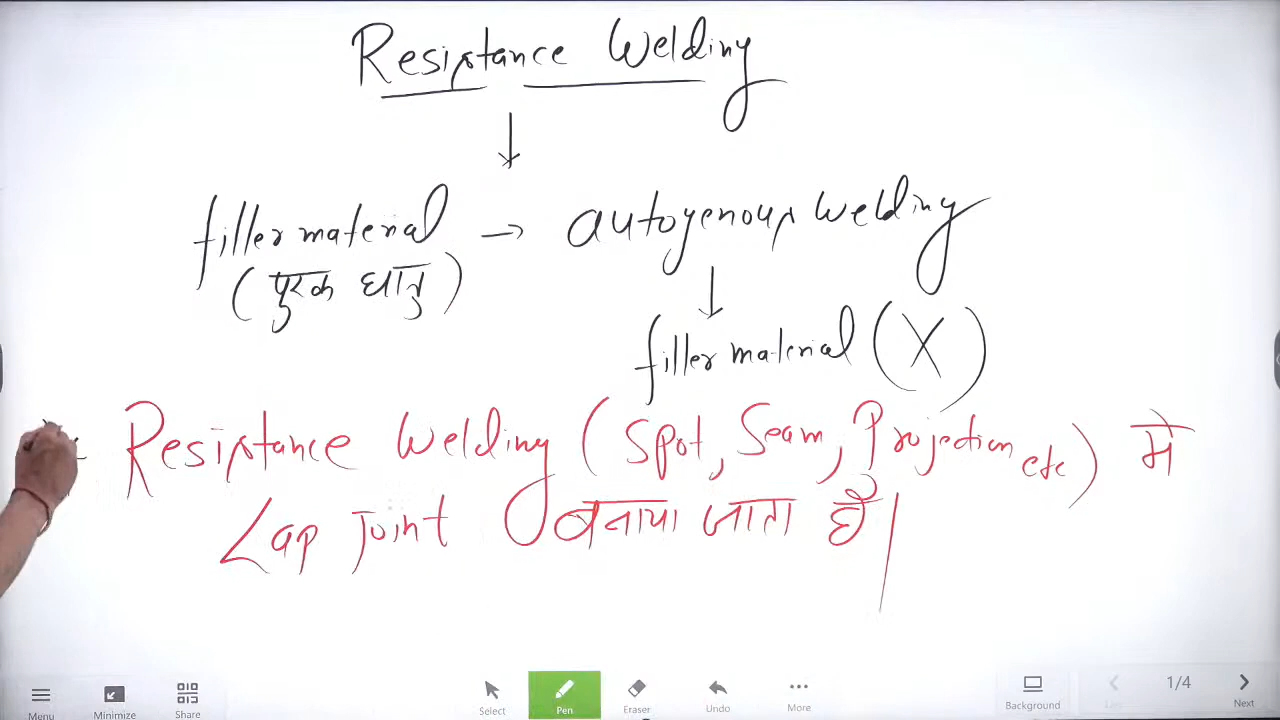 Resistance Welding
↓
filler material → autogenous welding
(पुरक धातु)
↓
filler material (X)
Resistance Welding (Spot, Seam, Projection etc) मे
Lap Joint बनाया जाता है|
Menu
Minimize
Share
Select
Pen
Eraser
Undo
More
Background
1/4
Next